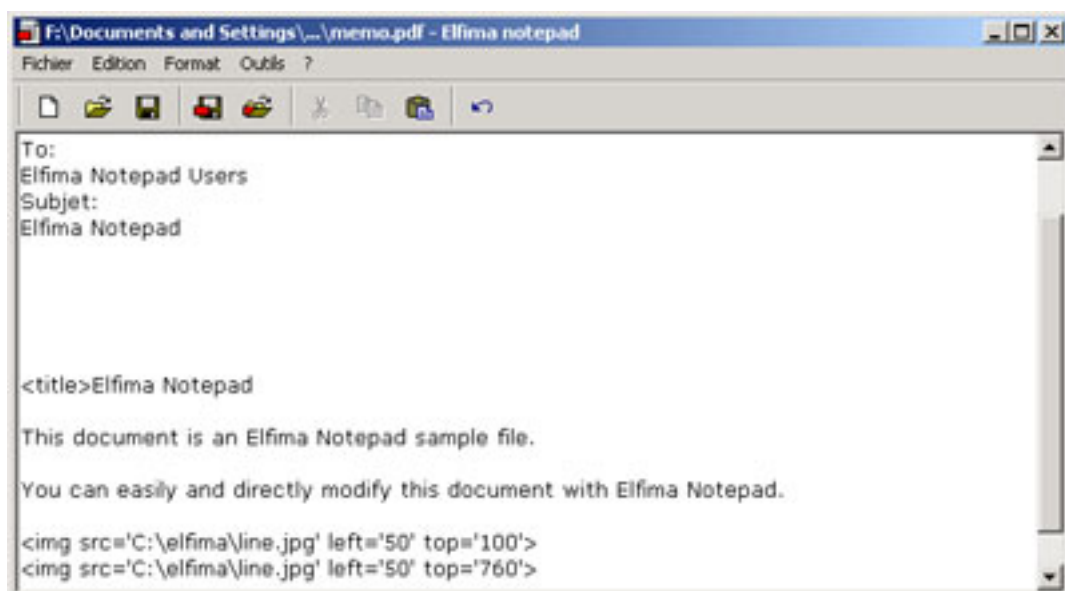 F:\Documents and Settings\...\memo.pdf - Elfima notepad
Fichier Edition Format Outils ?
To:
Elfima Notepad Users
Subjet:
Elfima Notepad
<title>Elfima Notepad
This document is an Elfima Notepad sample file.
You can easily and directly modify this document with Elfima Notepad.
<img src='C:\elfima\line.jpg' left='50' top='100'>
<img src='C:\elfima\line.jpg' left='50' top='760'>